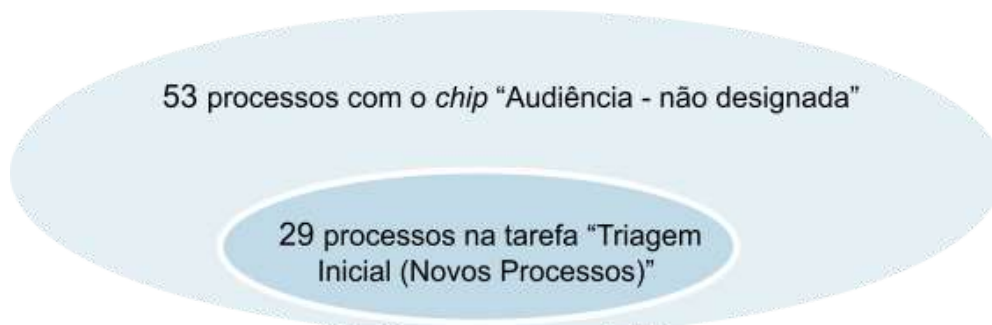 53 processos com o chip “Audiência - não designada”
29 processos na tarefa “Triagem
Inicial (Novos Processos)”